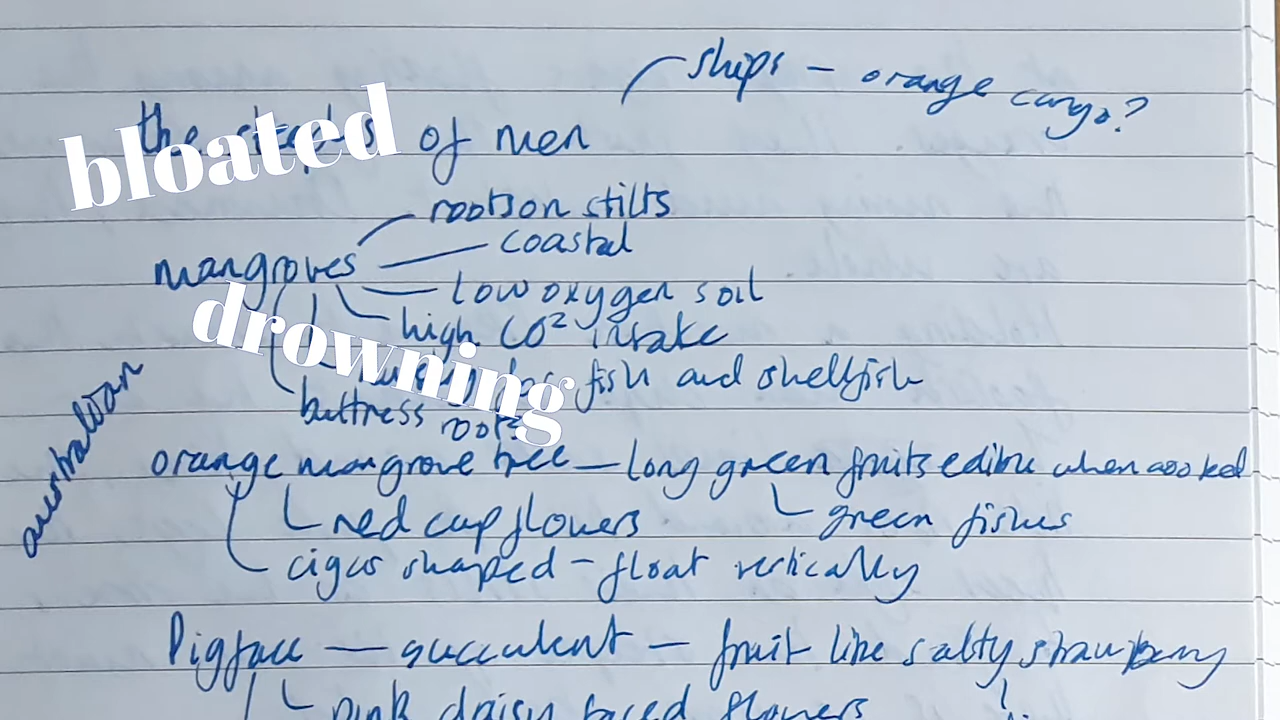 ships – orange cargo?
the of men
bloated
roots on stilts
coastal
mangroves
low oxygen soil
drowning
high CO² intake
for fish and shellfish
buttress roots
australian
orange mangrove tree — long green fruits edible when cooked
red cup flowers
green fishes
cigar shaped – float vertically
Pigface — succulent — fruit like salty strawberry
pink daisy faced flowers